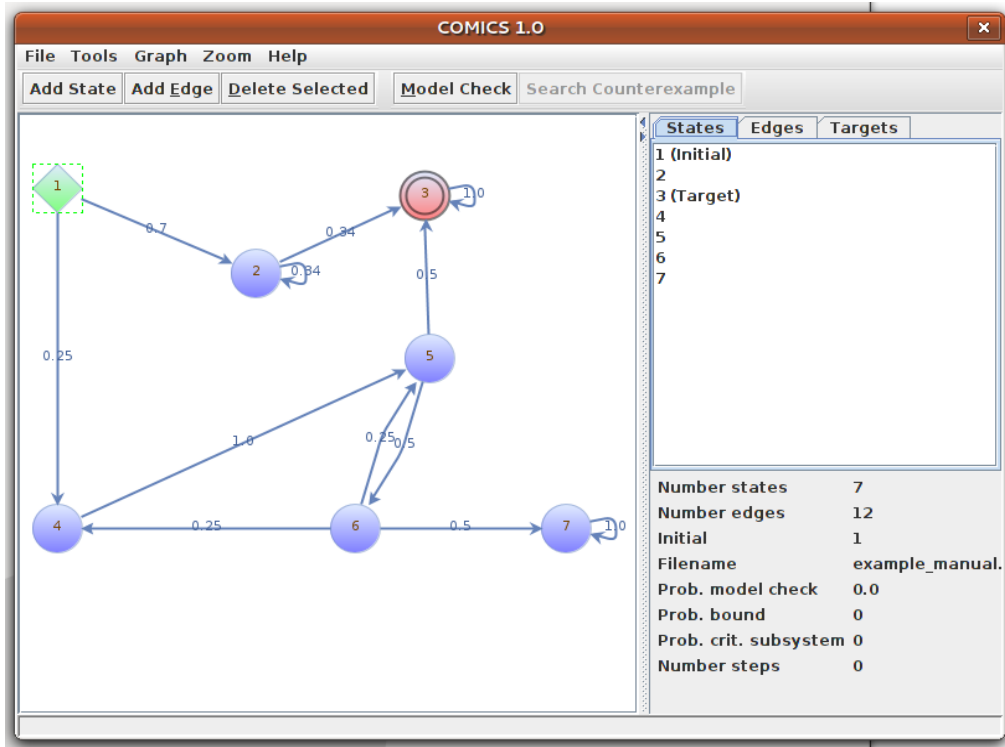 COMICS 1.0
File Tools Graph Zoom Help
Add State Add Edge Delete Selected Model Check Search Counterexample
States Edges Targets
1 (Initial)
2
3 (Target)
4
5
6
7
1
3
1.0
0.7
0.34
2
0.34
0.5
0.25
5
1.0
0.25
0.5
4
0.25
6
0.5
7
1.0
Number states 7
Number edges 12
Initial 1
Filename example_manual.
Prob. model check 0.0
Prob. bound 0
Prob. crit. subsystem 0
Number steps 0